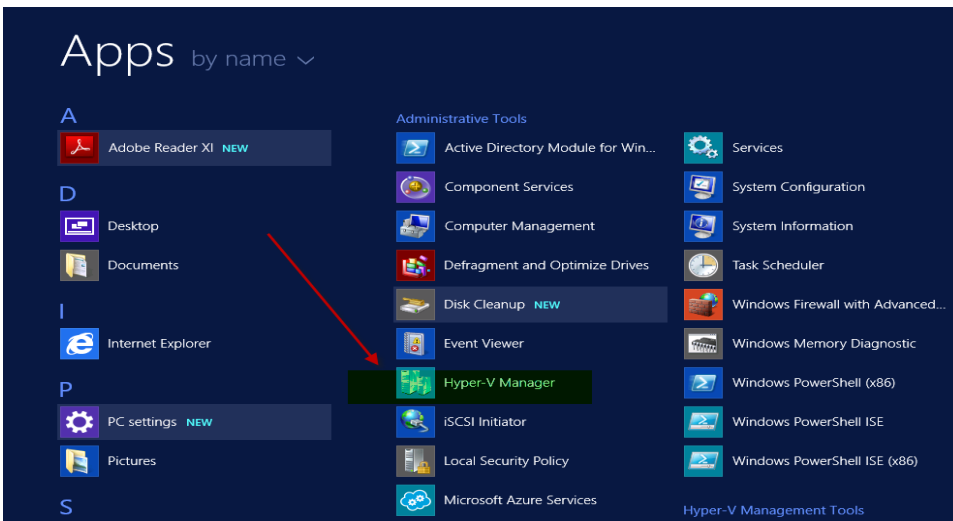 Apps by name
A
Adobe Reader XI NEW
D
Desktop
Documents
I
Internet Explorer
P
PC settings NEW
Pictures
S
Administrative Tools
Active Directory Module for Win...
Component Services
Computer Management
Defragment and Optimize Drives
Disk Cleanup NEW
Event Viewer
Hyper-V Manager
iSCSI Initiator
Local Security Policy
Microsoft Azure Services
Services
System Configuration
System Information
Task Scheduler
Windows Firewall with Advanced...
Windows Memory Diagnostic
Windows PowerShell (x86)
Windows PowerShell ISE
Windows PowerShell ISE (x86)
Hyper-V Management Tools